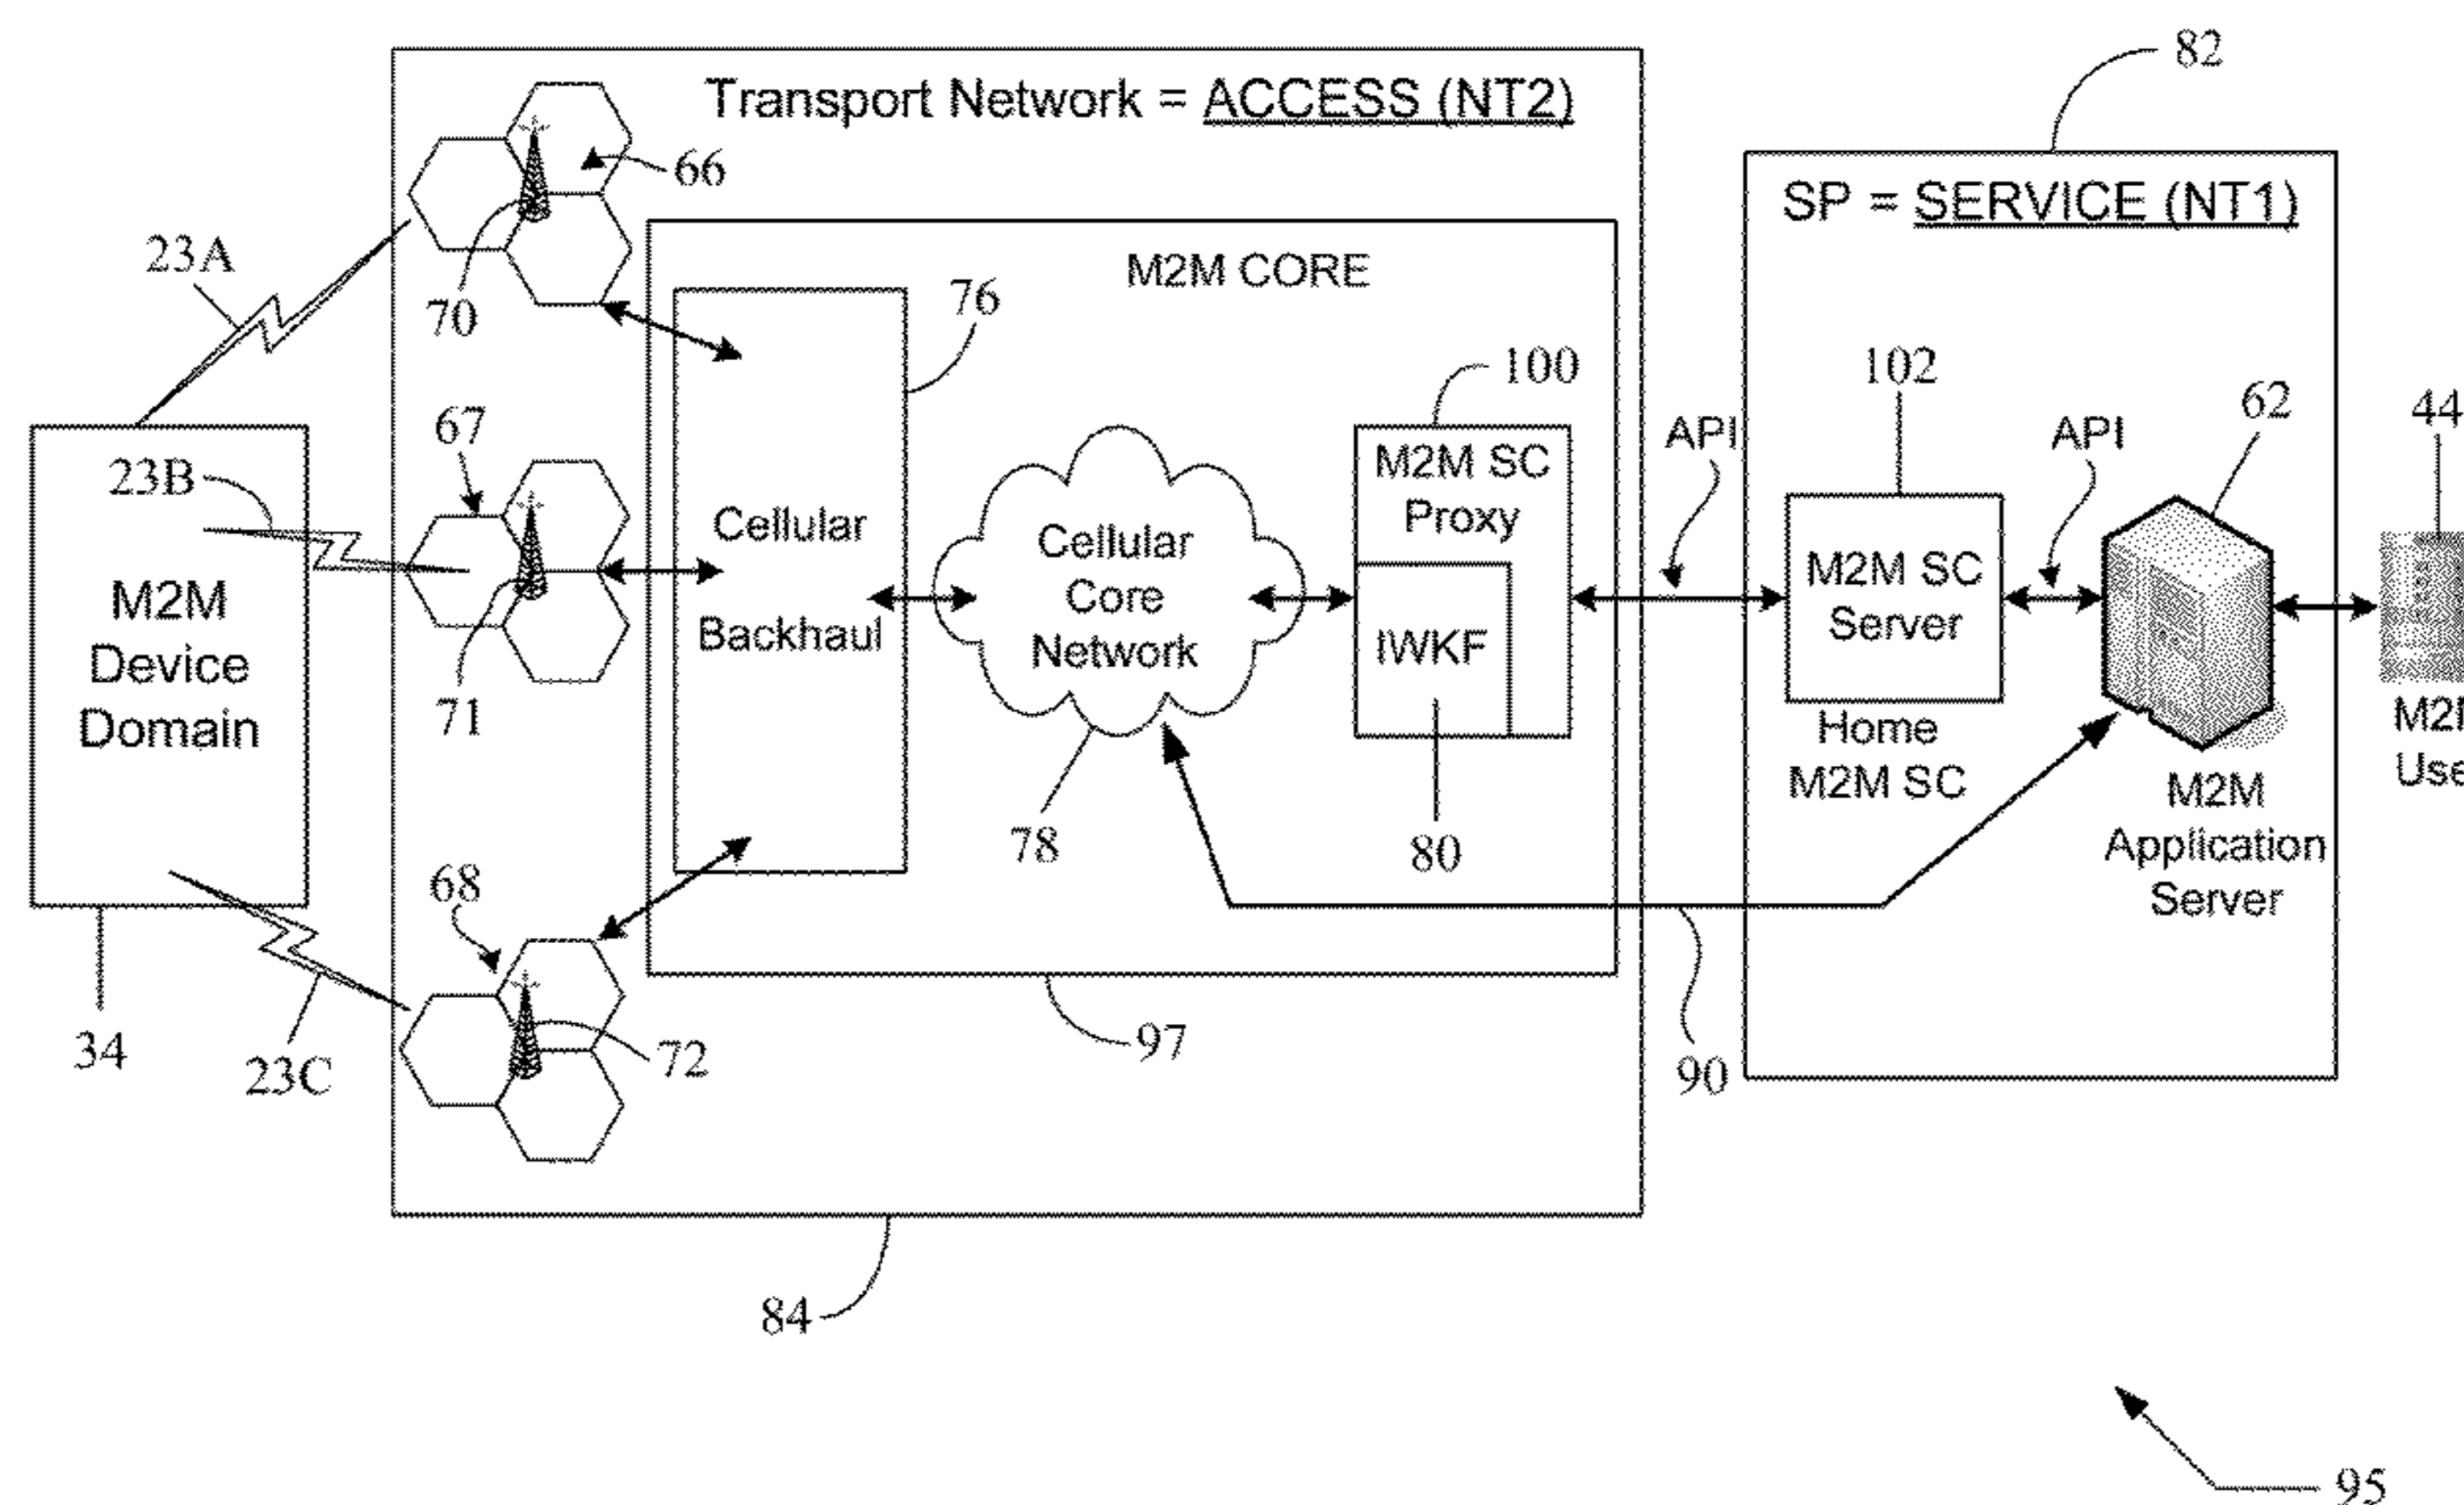 82
Transport Network = ACCESS (NT2)
66
SP = SERVICE (NT1)
23A
M2M CORE
70
76
100
102
API
API
62
44
67
23B
M2M SC
Proxy
Cellular
Backhaul
Cellular
Core
Network
M2M SC
Server
M2M
Device
Domain
IWKF
71
Home
M2M SC
M2M
Application
Server
78
80
68
34
23C
72
97
90
84
95